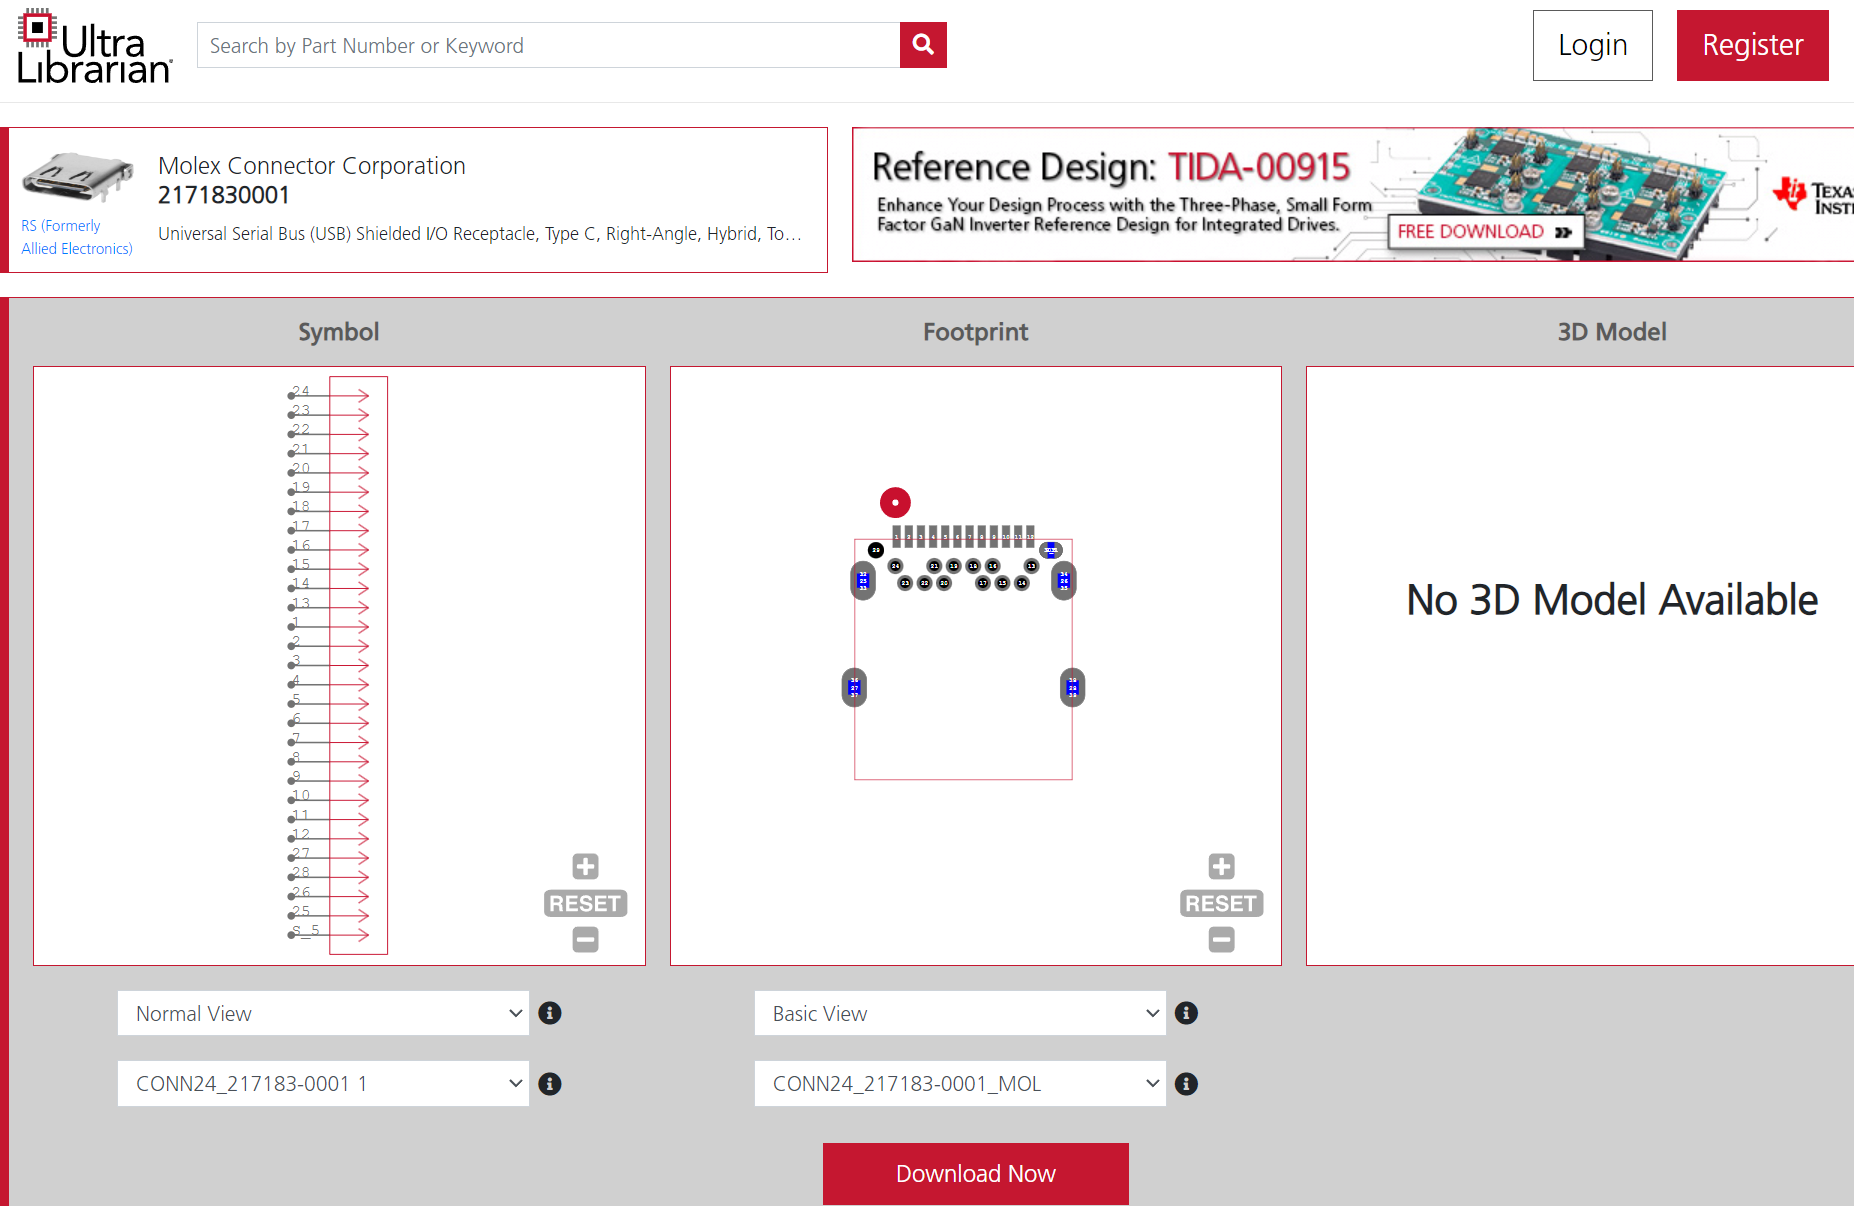 Ultra
Librarian
Search by Part Number or Keyword
Login
Register
Molex Connector Corporation
2171830001
RS (Formerly
Allied Electronics)
Universal Serial Bus (USB) Shielded I/O Receptacle, Type C, Right-Angle, Hybrid, To...
Reference Design: TIDA-00915
Enhance Your Design Process with the Three-Phase, Small Form
Factor GaN Inverter Reference Design for Integrated Drives.
FREE DOWNLOAD
Symbol
Footprint
3D Model
24
23
22
21
20
19
18
17
16
15
14
13
1
2
3
4
5
6
7
8
9
10
11
12
27
28
26
25
S_5
RESET
No 3D Model Available
RESET
Normal View
Basic View
CONN24_217183-0001 1
CONN24_217183-0001_MOL
Download Now